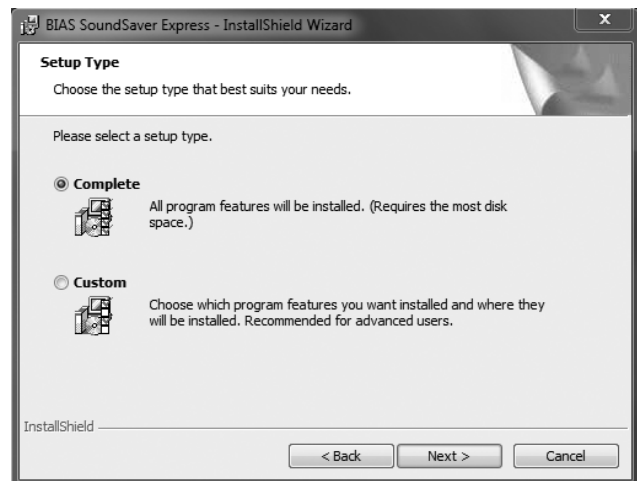 BIAS SoundSaver Express - InstallShield Wizard
x
Setup Type
Choose the setup type that best suits your needs.
Please select a setup type.
Complete
All program features will be installed. (Requires the most disk
space.)
Custom
Choose which program features you want installed and where they
will be installed. Recommended for advanced users.
InstallShield
< Back
Next >
Cancel